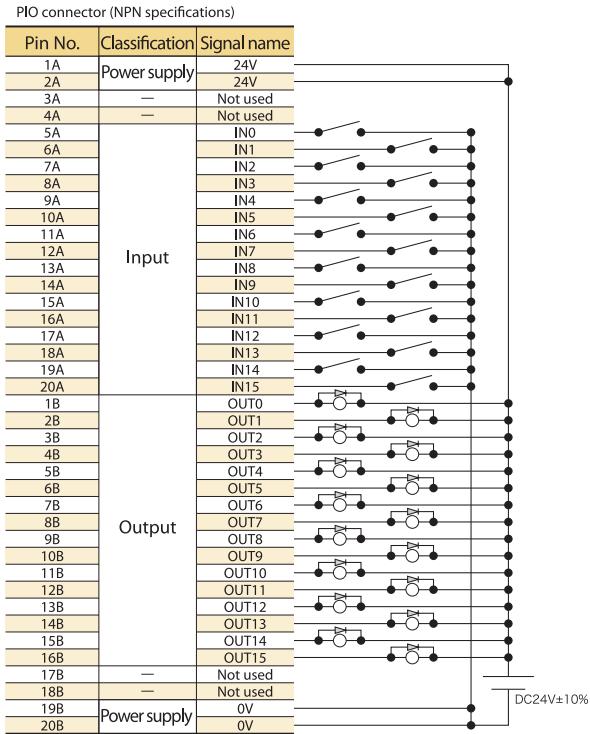 PIO connector (NPN specifications)
Pin No. Classification Signal name
1A Power supply 24V
2A 24V
3A — Not used
4A — Not used
5A Input IN0
6A IN1
7A IN2
8A IN3
9A IN4
10A IN5
11A IN6
12A IN7
13A IN8
14A IN9
15A IN10
16A IN11
17A IN12
18A IN13
19A IN14
20A IN15
1B Output OUT0
2B OUT1
3B OUT2
4B OUT3
5B OUT4
6B OUT5
7B OUT6
8B OUT7
9B OUT8
10B OUT9
11B OUT10
12B OUT11
13B OUT12
14B OUT13
15B OUT14
16B OUT15
17B — Not used
18B — Not used
DC24V±10%
19B Power supply 0V
20B 0V